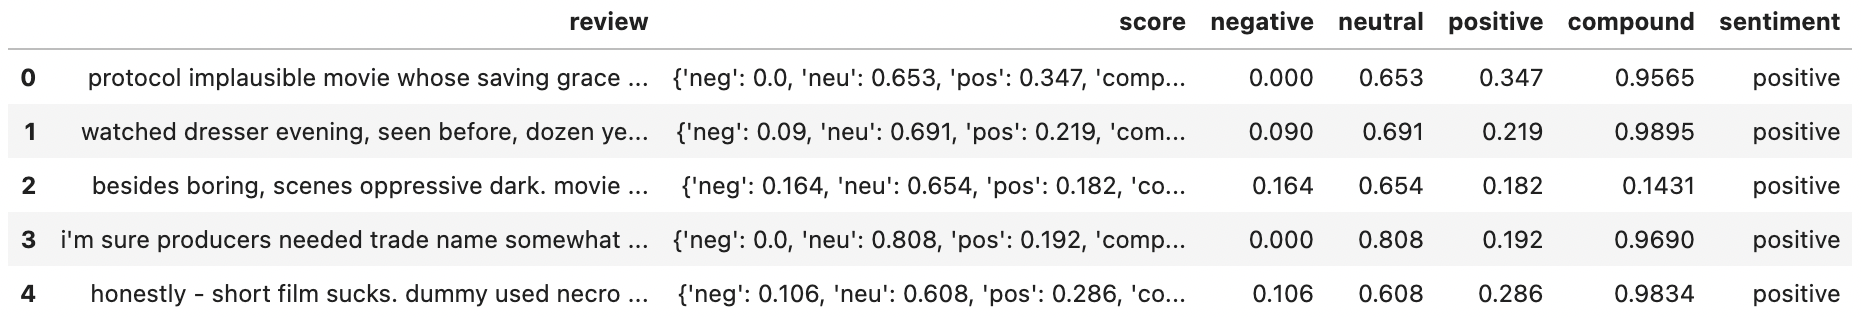 review score negative neutral positive compound sentiment
0 protocol implausible movie whose saving grace ... {'neg': 0.0, 'neu': 0.653, 'pos': 0.347, 'comp... 0.000 0.653 0.347 0.9565 positive
1 watched dresser evening, seen before, dozen ye... {'neg': 0.09, 'neu': 0.691, 'pos': 0.219, 'com... 0.090 0.691 0.219 0.9895 positive
2 besides boring, scenes oppressive dark. movie ... {'neg': 0.164, 'neu': 0.654, 'pos': 0.182, 'co... 0.164 0.654 0.182 0.1431 positive
3 i'm sure producers needed trade name somewhat ... {'neg': 0.0, 'neu': 0.808, 'pos': 0.192, 'comp... 0.000 0.808 0.192 0.9690 positive
4 honestly - short film sucks. dummy used necro ... {'neg': 0.106, 'neu': 0.608, 'pos': 0.286, 'co... 0.106 0.608 0.286 0.9834 positive